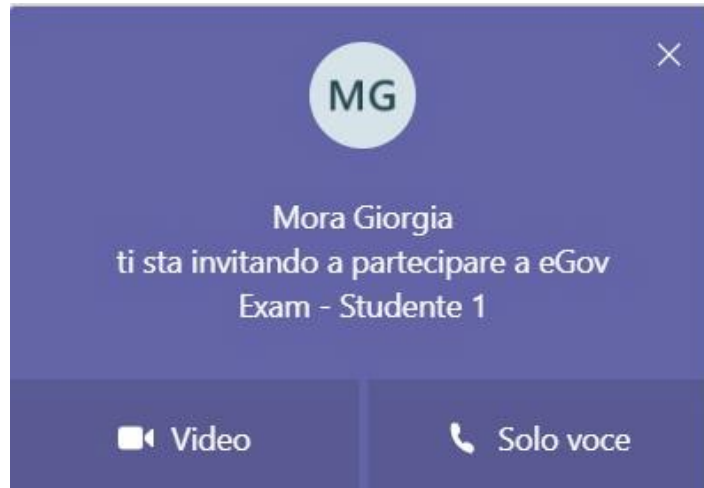 MG
Mora Giorgia
ti sta invitando a partecipare a eGov
Exam - Studente 1
Video
Solo voce